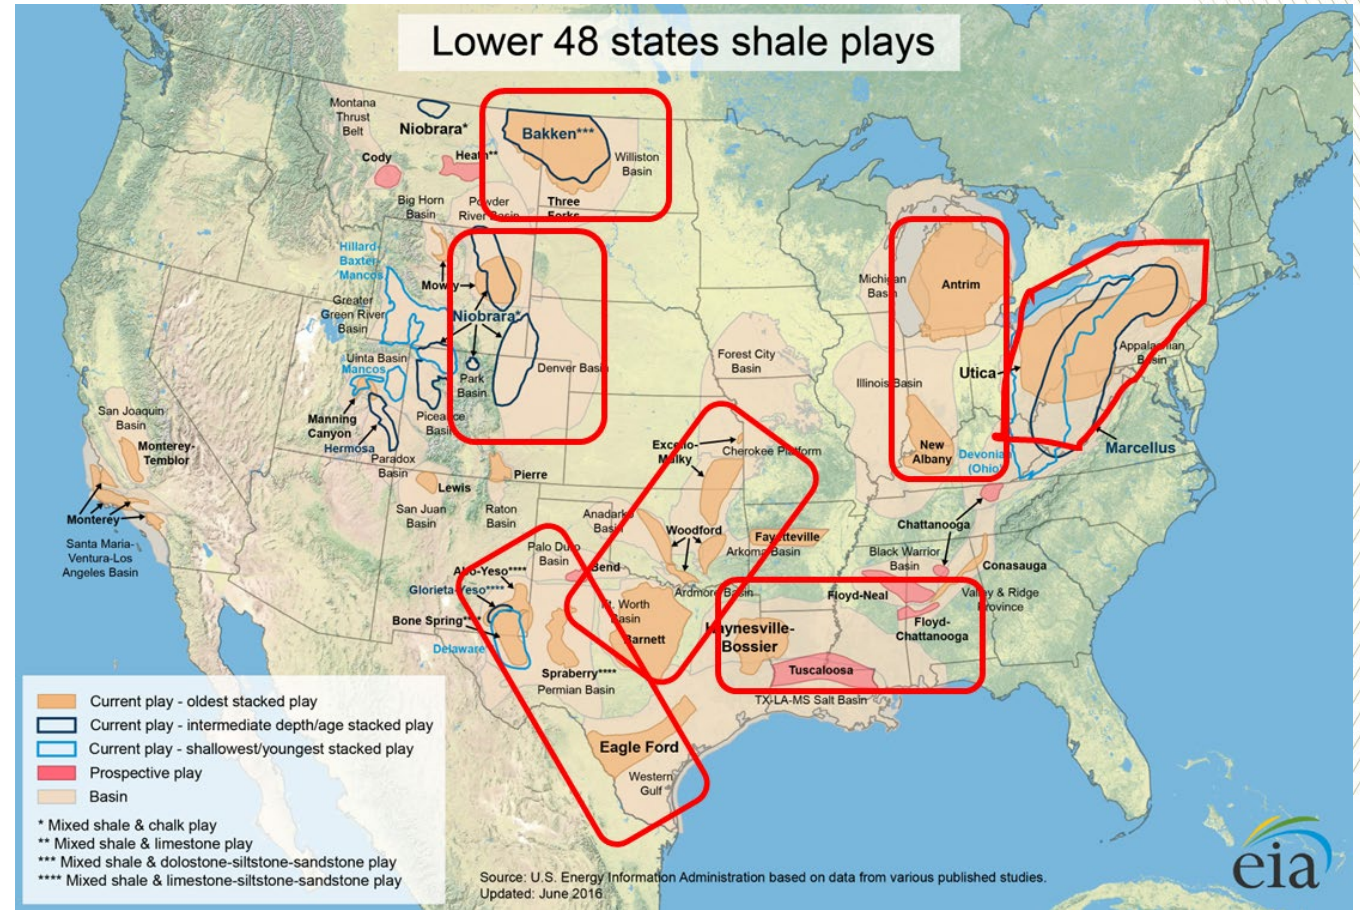 Lower 48 states shale plays
Montana
Thrust
Belt
Niobrara*
Bakken***
Cody
Heath**
Williston
Basin
Big Horn
Basin
Powder
River Basin
Three
Forks
Hillard-
Baxter-
Mancos
Mowry
Greater
Green River
Basin
Niobrara*
Michigan
Basin
Antrim
Uinta Basin
Mancos
Park
Basin
Denver Basin
Forest City
Basin
Illinois Basin
Utica
Appalachian
Basin
San Joaquin
Basin
Manning
Canyon
Piceance
Basin
Hermosa
Paradox
Basin
Monterey-
Temblor
Excello-
Mulky
Cherokee Platform
New
Albany
Devonian
(Ohio)
Marcellus
Lewis
Pierre
Monterey
San Juan
Basin
Raton
Basin
Anadarko
Basin
Woodford
Fayetteville
Arkoma Basin
Chattanooga
Santa Maria-
Ventura-Los
Angeles Basin
Palo Duro
Basin
Black Warrior
Basin
Conasauga
Abo-Yeso****
Bend
Glorieta-Yeso****
Ardmore Basin
Floyd-Neal
Valley & Ridge
Province
Bone Spring****
Ft. Worth
Basin
Delaware
Barnett
Haynesville-
Bossier
Floyd-
Chattanooga
Spraberry****
Permian Basin
Tuscaloosa
TX-LA-MS Salt Basin
Eagle Ford
Western
Gulf
Current play - oldest stacked play
Current play - intermediate depth/age stacked play
Current play - shallowest/youngest stacked play
Prospective play
Basin
* Mixed shale & chalk play
** Mixed shale & limestone play
*** Mixed shale & dolostone-siltstone-sandstone play
**** Mixed shale & limestone-siltstone-sandstone play
Source: U.S. Energy Information Administration based on data from various published studies.
Updated: June 2016
eia